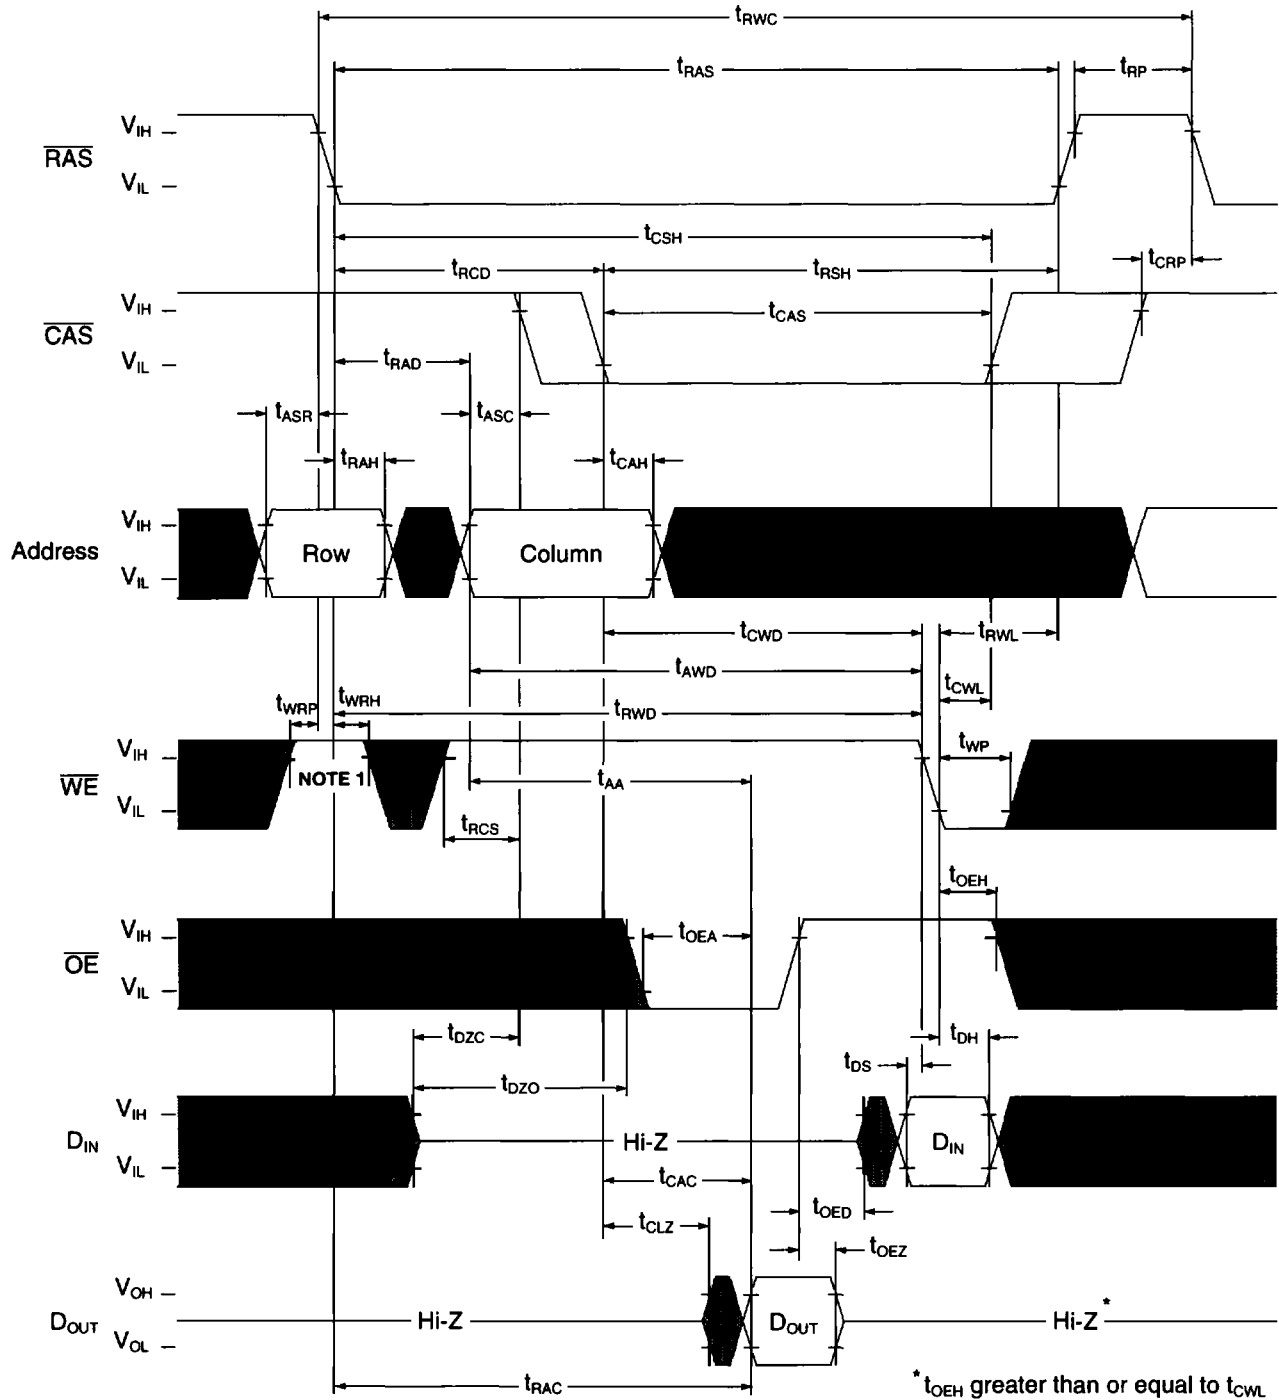 tRWC
tRAS
tRP
VIH
RAS
VIL
tCSH
tRCD
tRSH
tCRP
VIH
CAS
tCAS
VIL
tRAD
tASR
tASC
tRAH
tCAH
VIH
Address
Row
Column
VIL
tCWD
tRWL
tAWD
tCWL
tWRP
tWRH
tRWD
VIH
WE
NOTE 1
tAA
tWP
VIL
tRCS
tOEH
VIH
OE
tOEA
VIL
tDZC
tDH
tDS
tDZO
VIH
DIN
Hi-Z
DIN
VIL
tCAC
tOED
tCLZ
tOEZ
VOH
DOUT
Hi-Z
DOUT
Hi-Z *
VOL
tRAC
* tOEH greater than or equal to tCWL